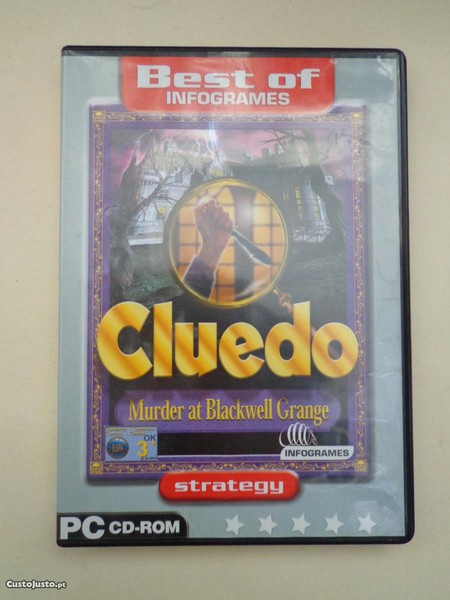 Best of
INFOGRAMES
Cluedo
Murder at Blackwell Grange
OK
3+
INFOGRAMES
strategy
PC CD-ROM
CustoJusto.pt